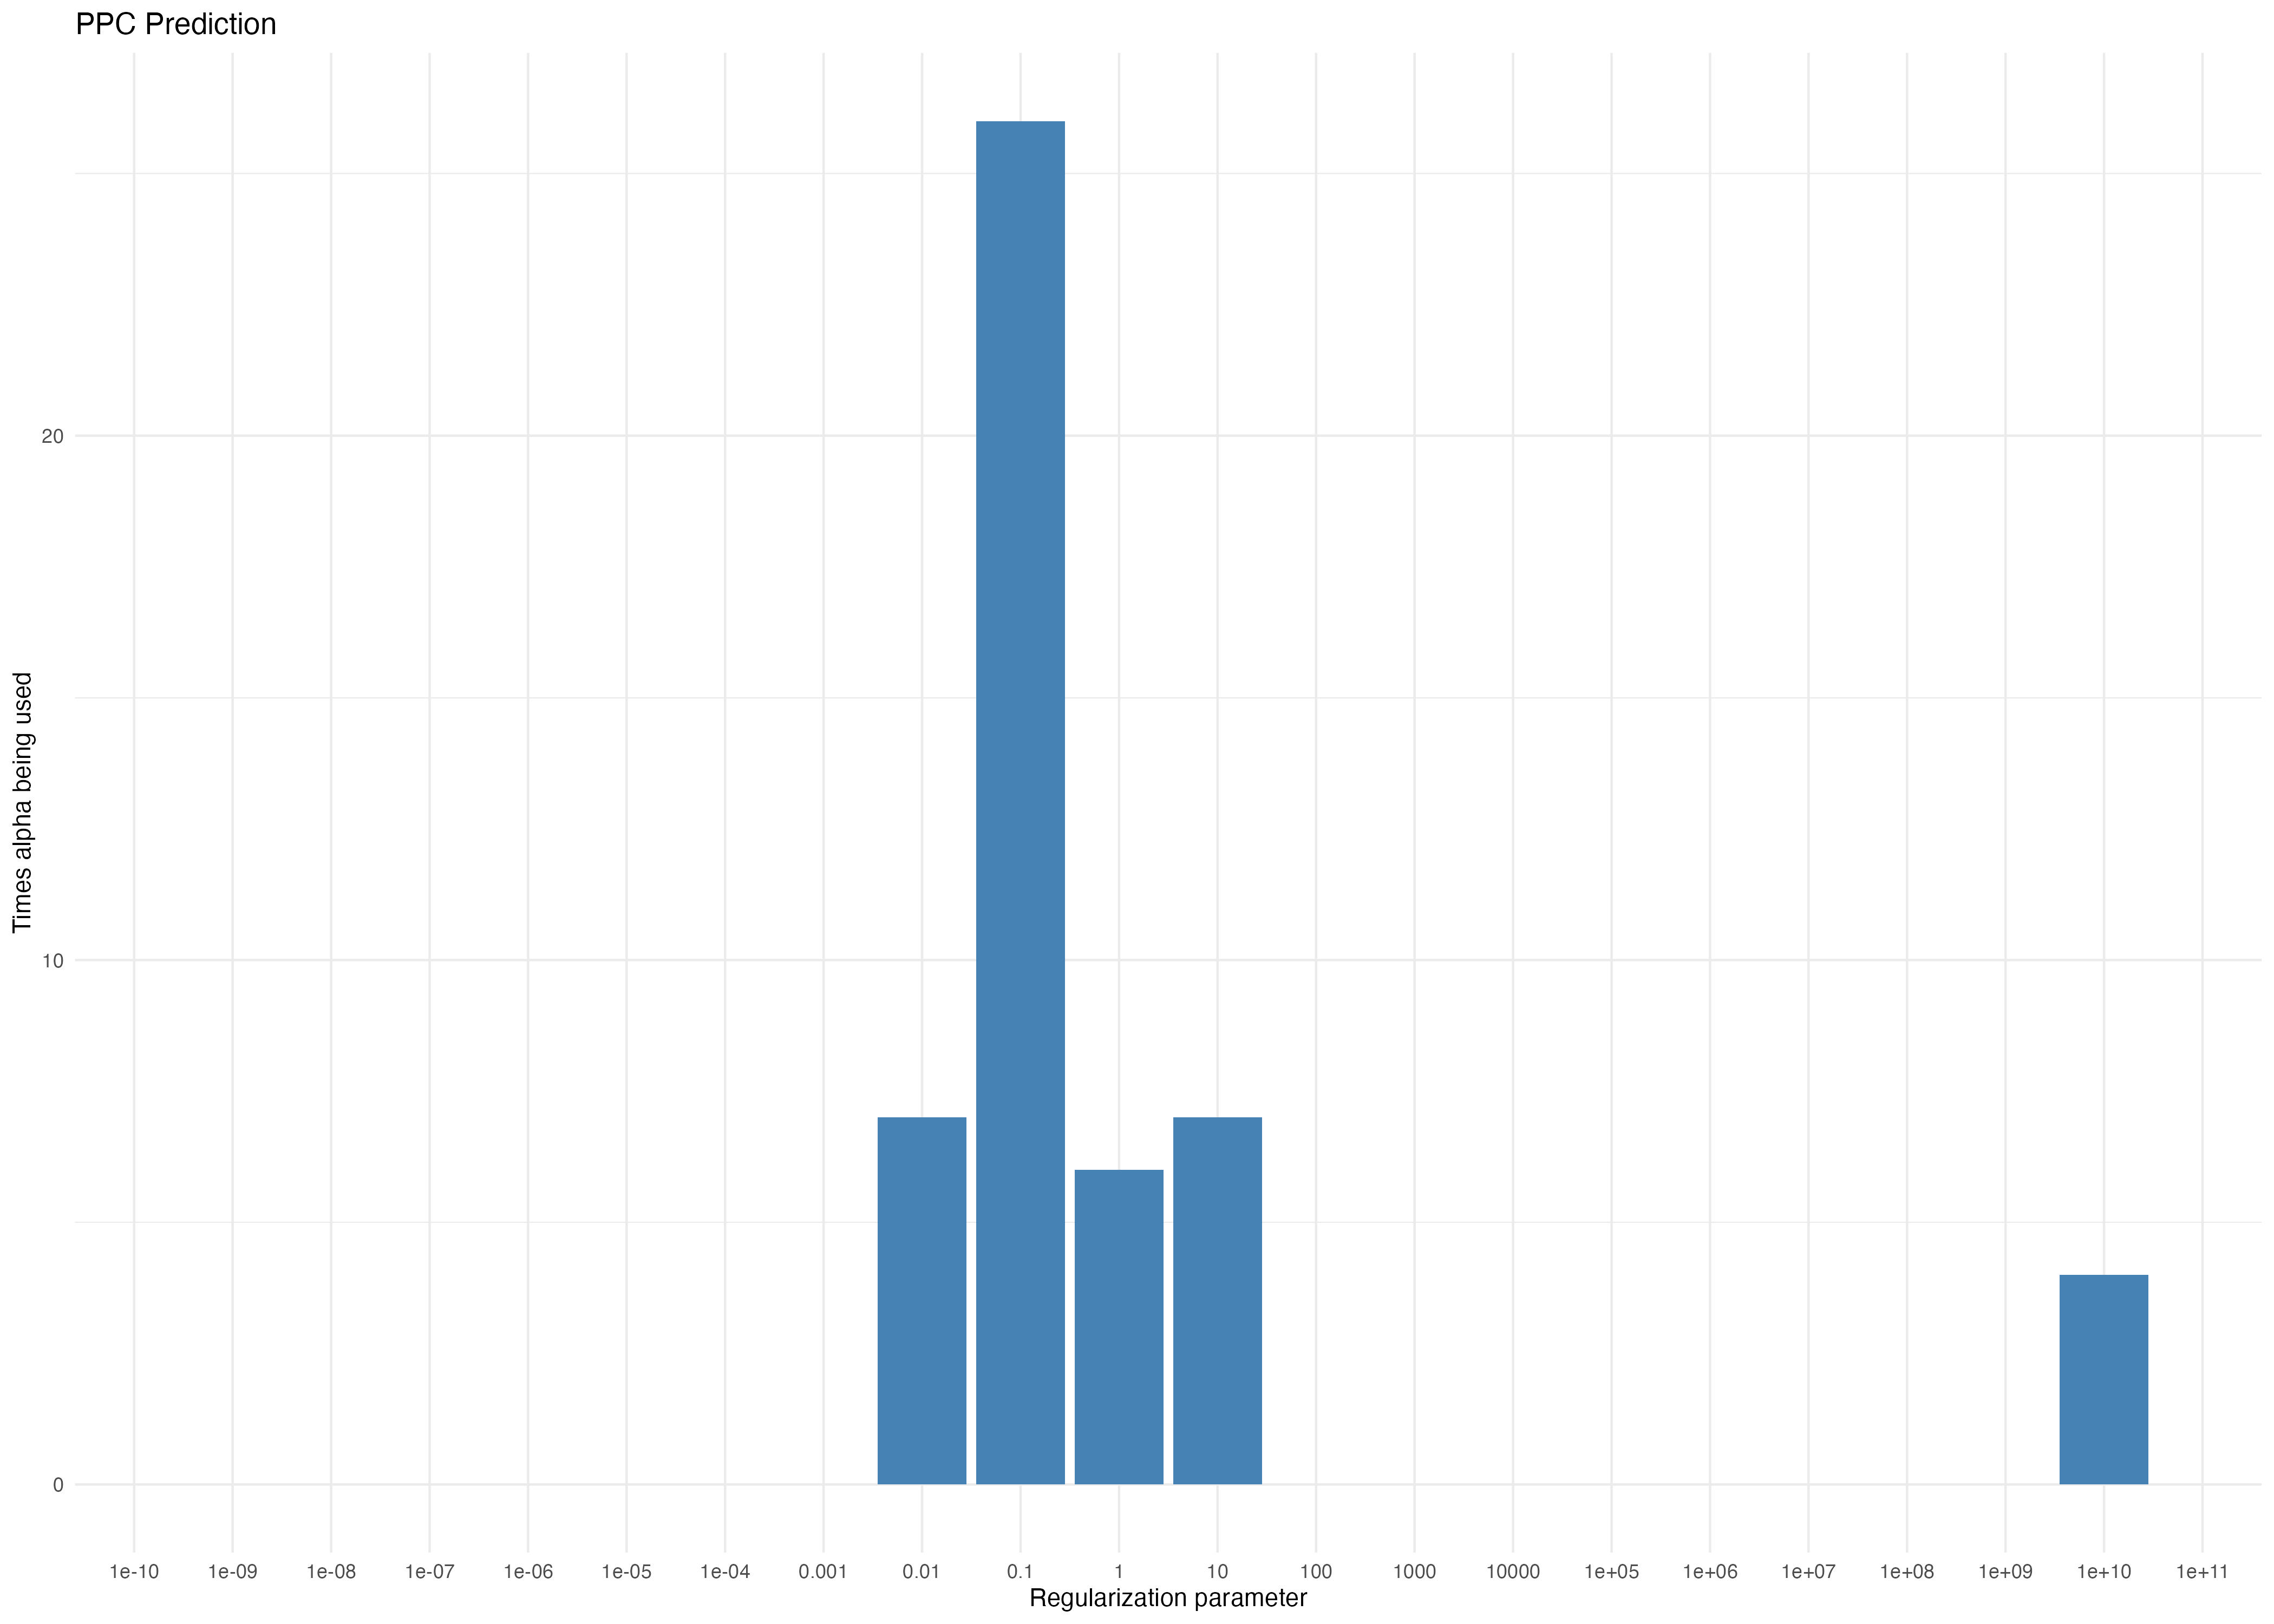 PPC Prediction
Times alpha being used
20
10
0
1e-10 1e-09 1e-08 1e-07 1e-06 1e-05 1e-04 0.001 0.01 0.1 1 10 100 1000 10000 1e+05 1e+06 1e+07 1e+08 1e+09 1e+10 1e+11
Regularization parameter